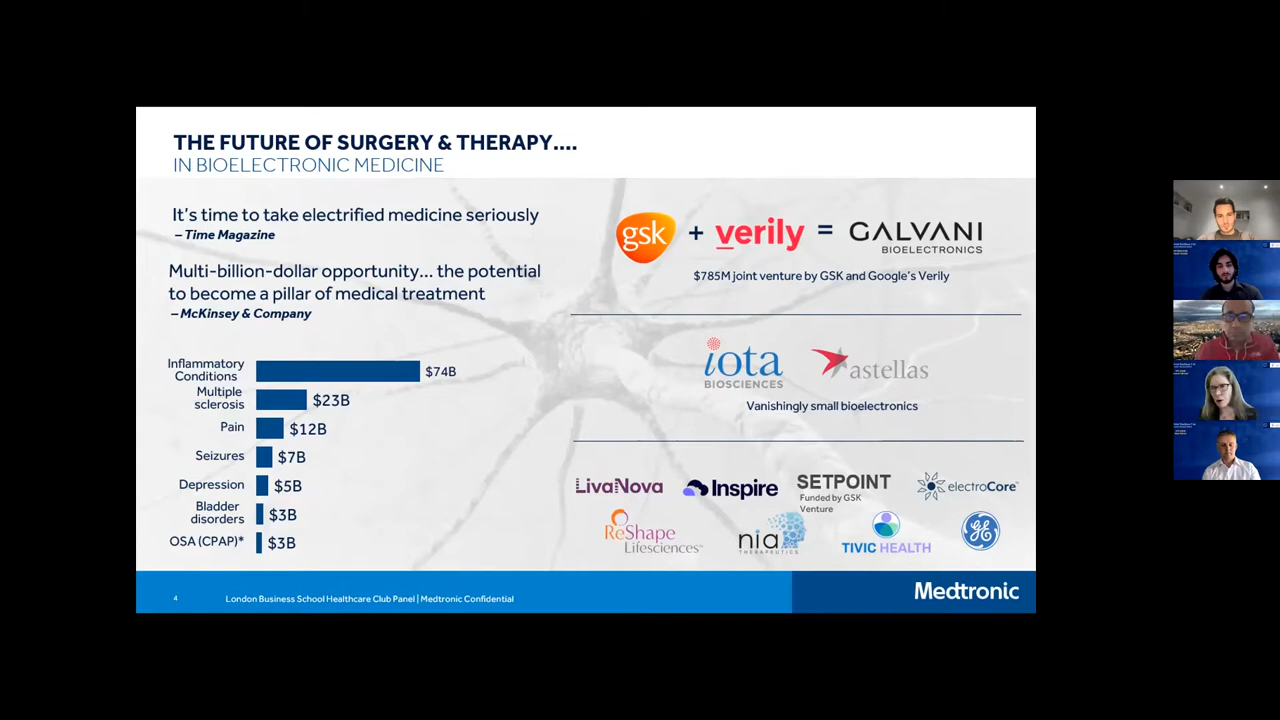 THE FUTURE OF SURGERY & THERAPY....
IN BIOELECTRONIC MEDICINE
It's time to take electrified medicine seriously
– Time Magazine
Multi-billion-dollar opportunity... the potential
to become a pillar of medical treatment
– McKinsey & Company
Inflammatory
Conditions
$74B
Multiple
sclerosis
$23B
Pain
$12B
Seizures
$7B
Depression
$5B
Bladder
disorders
$3B
OSA (CPAP)*
$3B
gsk + verily = GALVANI
BIOELECTRONICS
$785M joint venture by GSK and Google's Verily
iota
BIOSCIENCES
astellas
Vanishingly small bioelectronics
LivaNova
Inspire
SETPOINT
Funded by GSK
Venture
electroCore™
ReShape
Lifesciences™
nia
THERAPEUTICS
TIVIC HEALTH
GE
4
London Business School Healthcare Club Panel | Medtronic Confidential
Medtronic